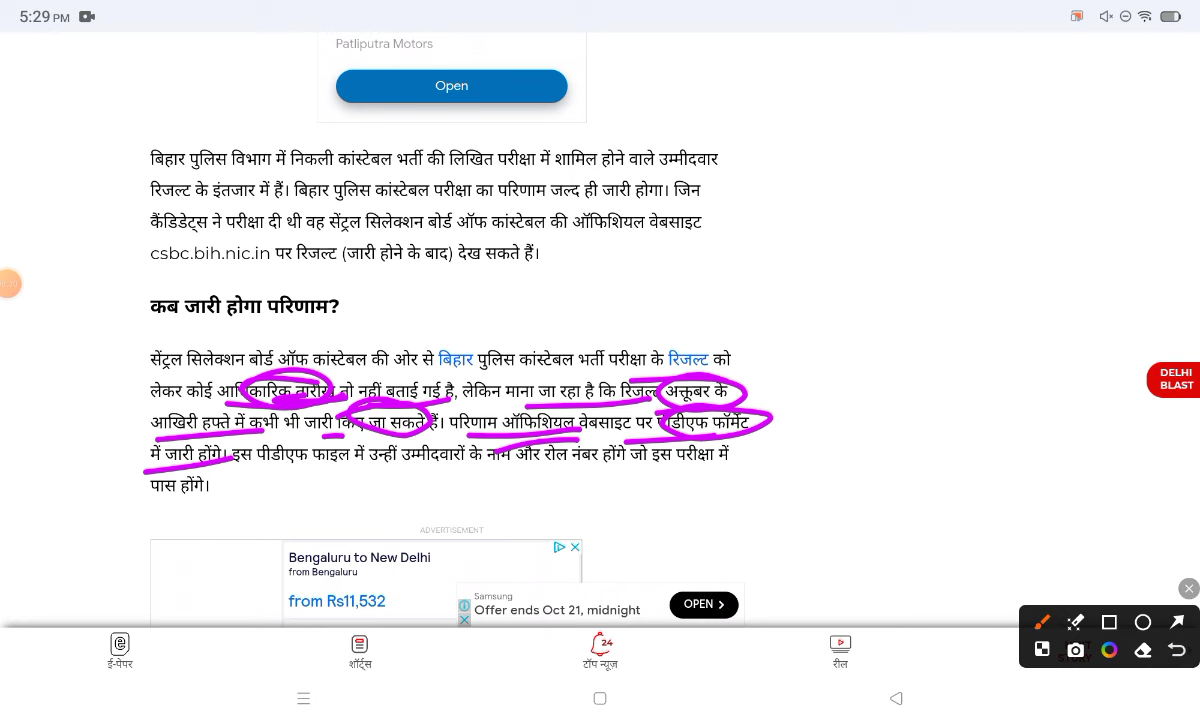 5:29 PM
Patliputra Motors
Open
बिहार पुलिस विभाग में निकली कांस्टेबल भर्ती की लिखित परीक्षा में शामिल होने वाले उम्मीदवार
रिजल्ट के इंतजार में हैं। बिहार पुलिस कांस्टेबल परीक्षा का परिणाम जल्द ही जारी होगा। जिन
कैंडिडेट्स ने परीक्षा दी थी वह सेंट्रल सिलेक्शन बोर्ड ऑफ कांस्टेबल की ऑफिशियल वेबसाइट
csbc.bih.nic.in पर रिजल्ट (जारी होने के बाद) देख सकते हैं।
कब जारी होगा परिणाम?
सेंट्रल सिलेक्शन बोर्ड ऑफ कांस्टेबल की ओर से बिहार पुलिस कांस्टेबल भर्ती परीक्षा के रिजल्ट को
लेकर कोई आधिकारिक तारीख तो नहीं बताई गई है, लेकिन माना जा रहा है कि रिजल्ट अक्तूबर के
आखिरी हफ्ते में कभी भी जारी किए जा सकते हैं। परिणाम ऑफिशियल वेबसाइट पर पीडीएफ फॉर्मेट
में जारी होंगे। इस पीडीएफ फाइल में उन्हीं उम्मीदवारों के नाम और रोल नंबर होंगे जो इस परीक्षा में
पास होंगे।
DELHI
BLAST
ADVERTISEMENT
Bengaluru to New Delhi
from Bengaluru
from Rs11,532
Samsung
Offer ends Oct 21, midnight
OPEN
24
ई-पेपर
शॉर्ट्स
टॉप न्यूज़
रील